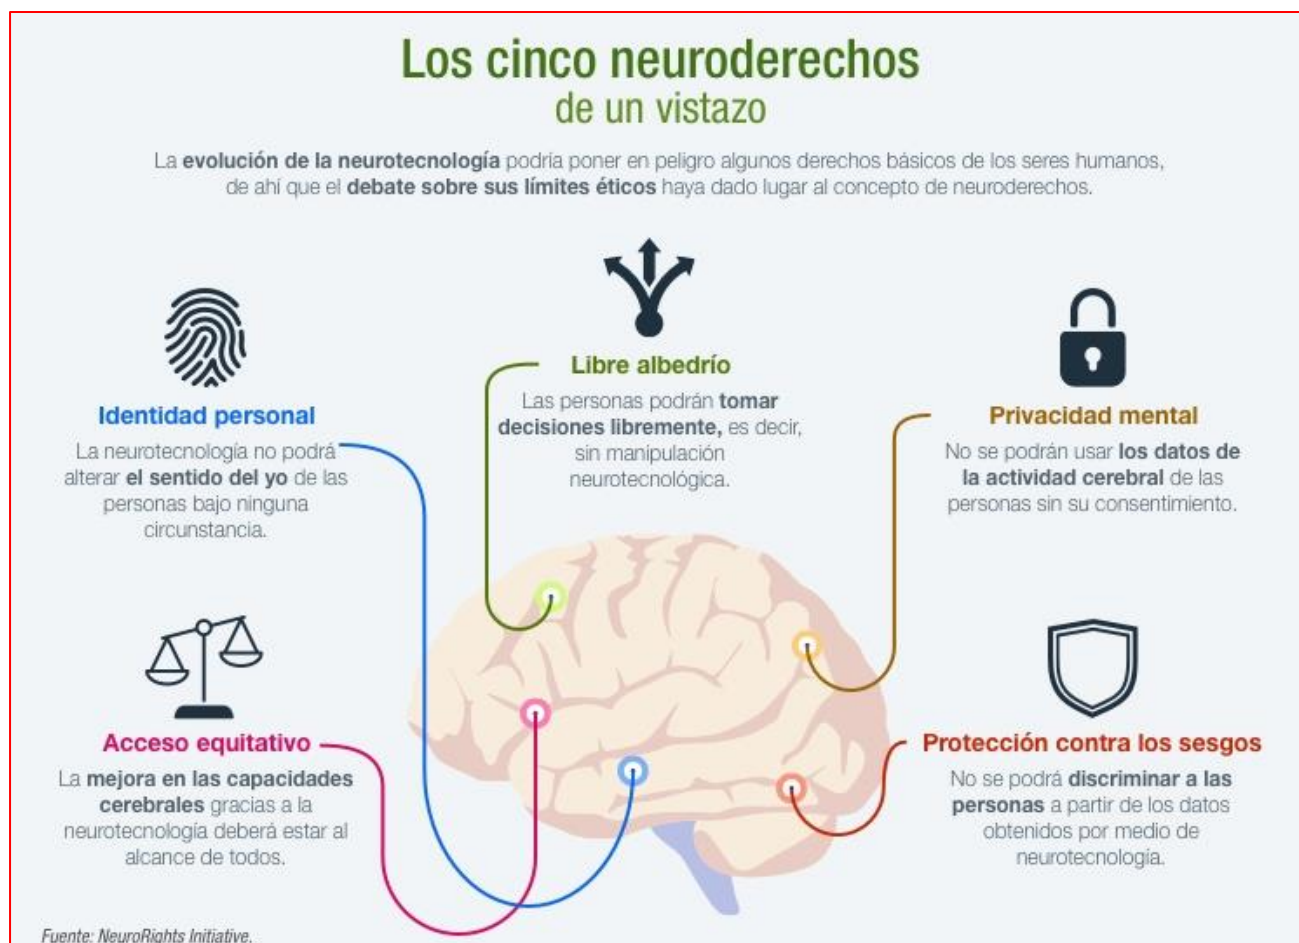 Los cinco neuroderechos
de un vistazo
La evolución de la neurotecnología podría poner en peligro algunos derechos básicos de los seres humanos,
de ahí que el debate sobre sus límites éticos haya dado lugar al concepto de neuroderechos.
Libre albedrío
Las personas podrán tomar
decisiones libremente, es decir,
sin manipulación
neurotecnológica.
Identidad personal
La neurotecnología no podrá
alterar el sentido del yo de las
personas bajo ninguna
circunstancia.
Privacidad mental
No se podrán usar los datos de
la actividad cerebral de las
personas sin su consentimiento.
Acceso equitativo
La mejora en las capacidades
cerebrales gracias a la
neurotecnología deberá estar al
alcance de todos.
Protección contra los sesgos
No se podrá discriminar a las
personas a partir de los datos
obtenidos por medio de
neurotecnología.
Fuente: NeuroRights Initiative.